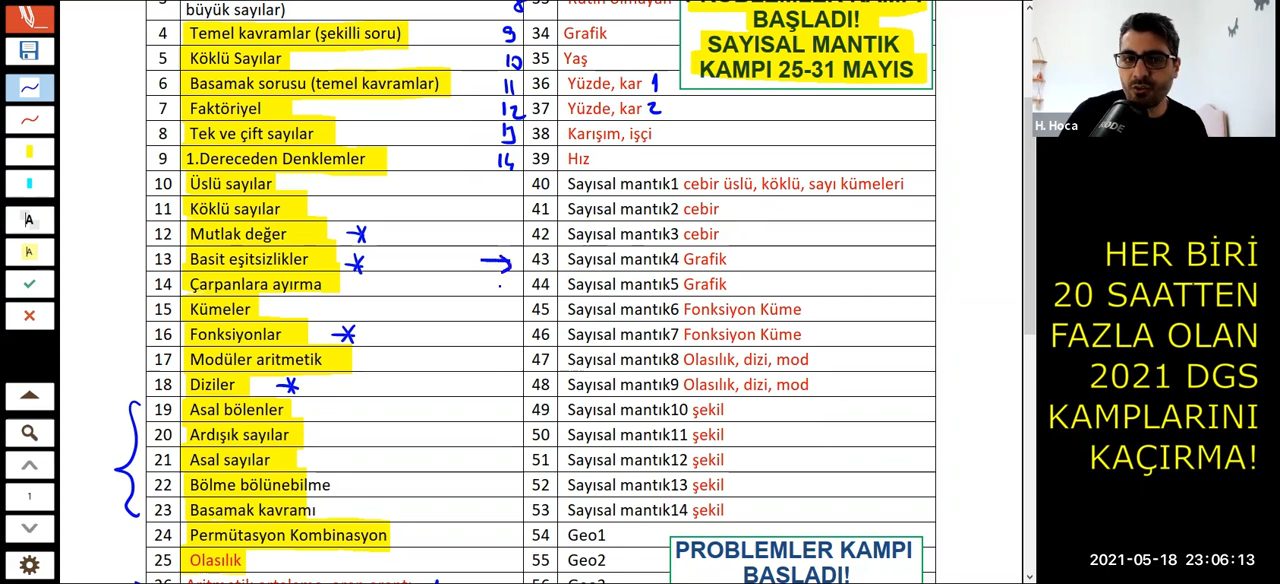 büyük sayılar)
4 Temel kavramlar (şekilli soru) 9 34 Grafik
5 Köklü Sayılar 10 35 Yaş
6 Basamak sorusu (temel kavramlar) 11 36 Yüzde, kar 1
7 Faktöriyel 12 37 Yüzde, kar 2
8 Tek ve çift sayılar 38 Karışım, işçi
9 1.Dereceden Denklemler 14 39 Hız
10 Üslü sayılar 40 Sayısal mantık1 cebir üslü, köklü, sayı kümeleri
11 Köklü sayılar 41 Sayısal mantık2 cebir
12 Mutlak değer 42 Sayısal mantık3 cebir
13 Basit eşitsizlikler 43 Sayısal mantık4 Grafik
14 Çarpanlara ayırma 44 Sayısal mantık5 Grafik
15 Kümeler 45 Sayısal mantık6 Fonksiyon Küme
16 Fonksiyonlar 46 Sayısal mantık7 Fonksiyon Küme
17 Modüler aritmetik 47 Sayısal mantık8 Olasılık, dizi, mod
18 Diziler 48 Sayısal mantık9 Olasılık, dizi, mod
19 Asal bölenler 49 Sayısal mantık10 şekil
20 Ardışık sayılar 50 Sayısal mantık11 şekil
21 Asal sayılar 51 Sayısal mantık12 şekil
22 Bölme bölünebilme 52 Sayısal mantık13 şekil
23 Basamak kavramı 53 Sayısal mantık14 şekil
24 Permütasyon Kombinasyon 54 Geo1
25 Olasılık 55 Geo2
PROBLEMLER KAMPI
BAŞLADI!
SAYISAL MANTIK
KAMPI 25-31 MAYIS
PROBLEMLER KAMPI
BAŞLADI!
H. Hoca
RODE
HER BİRİ
20 SAATTEN
FAZLA OLAN
2021 DGS
KAMPLARINI
KAÇIRMA!
2021-05-18 23:06:13
A
A
1